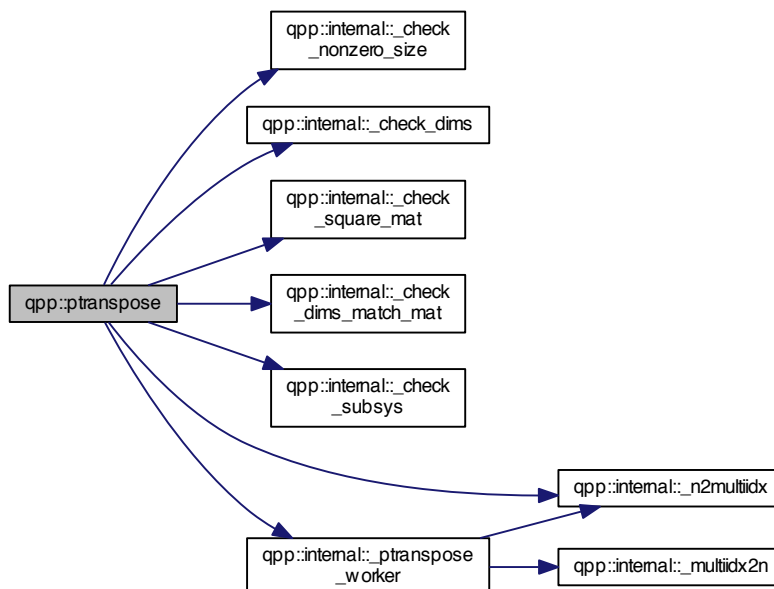 qpp::internal::_check
_nonzero_size
qpp::internal::_check_dims
qpp::internal::_check
_square_mat
qpp::ptranspose
qpp::internal::_check
_dims_match_mat
qpp::internal::_check
_subsys
qpp::internal::_n2multiidx
qpp::internal::_ptranspose
_worker
qpp::internal::_multiidx2n